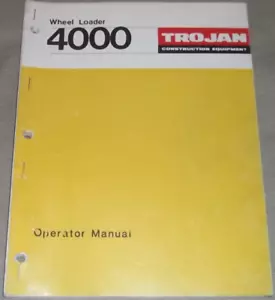 Wheel Loader
4000
TROJAN
CONSTRUCTION EQUIPMENT
Operator Manual